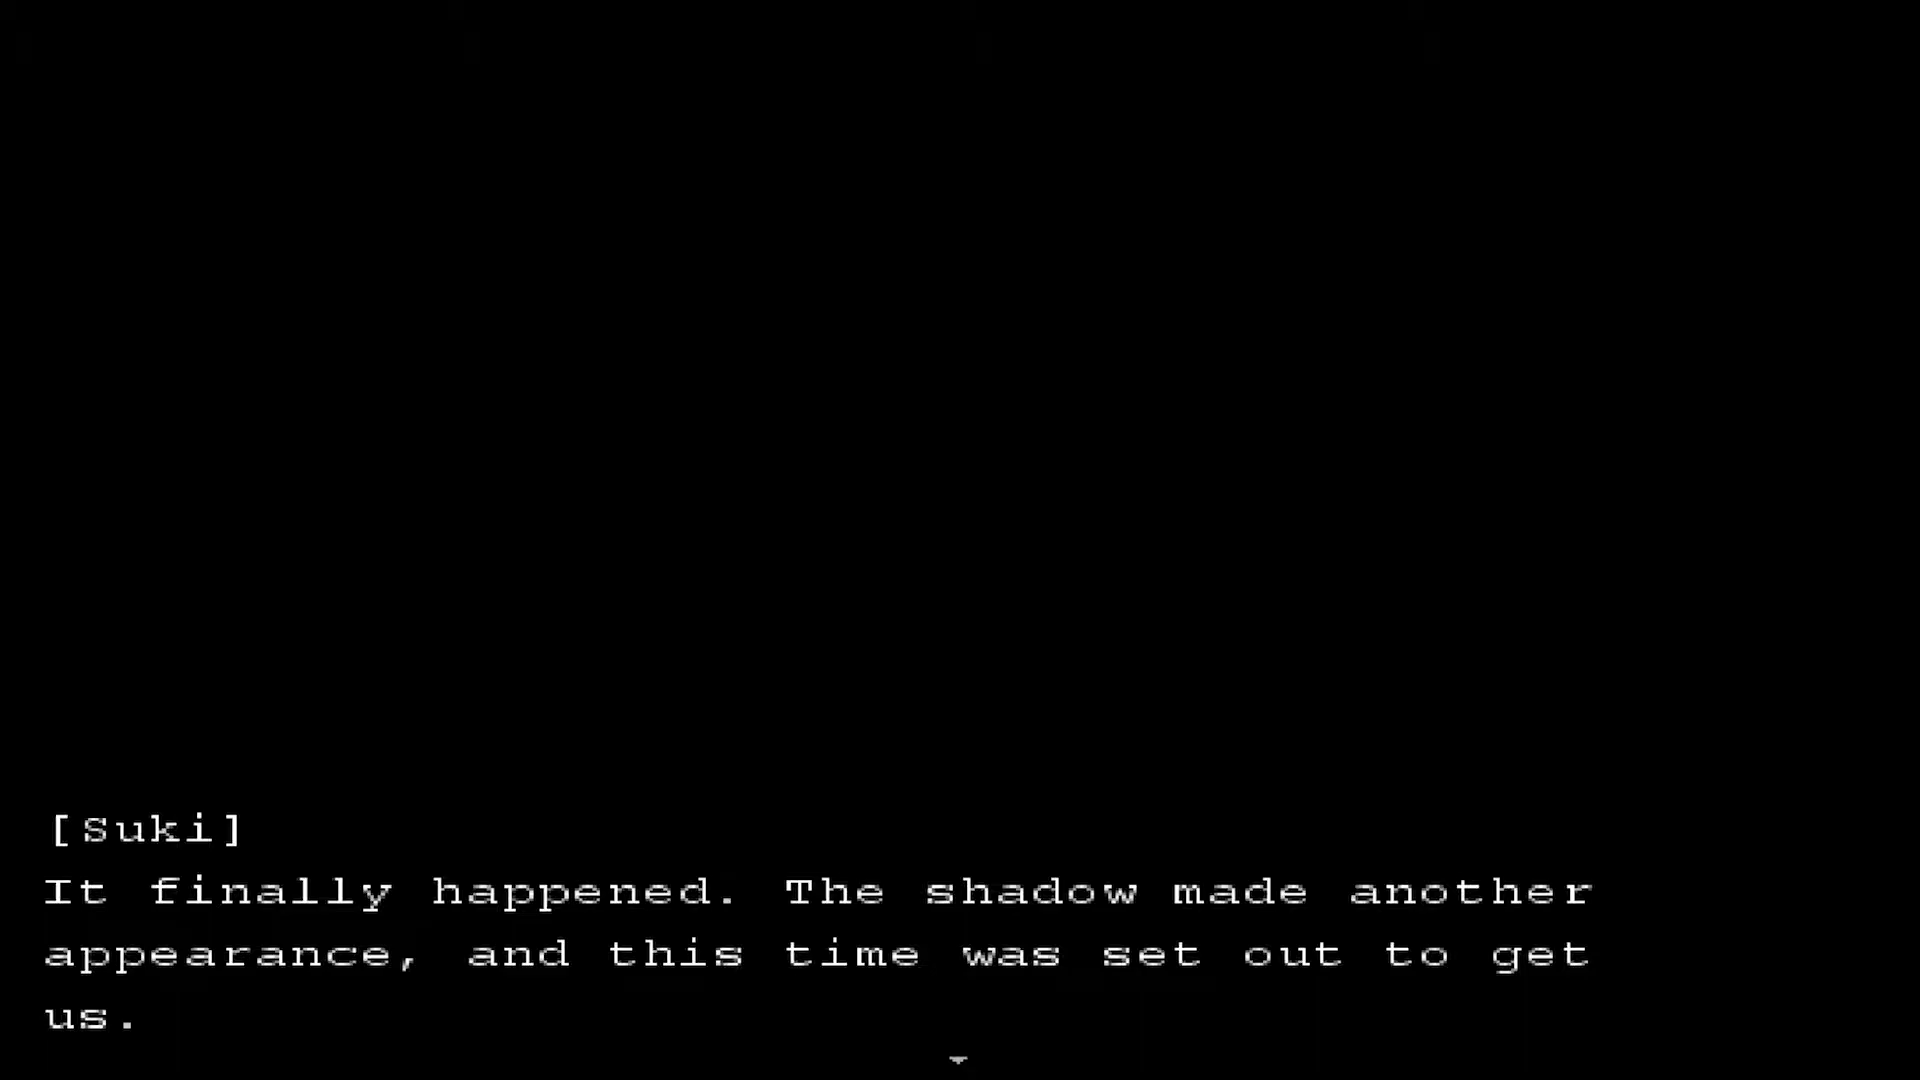 [Suki]
It finally happened. The shadow made another
appearance, and this time was set out to get
us.